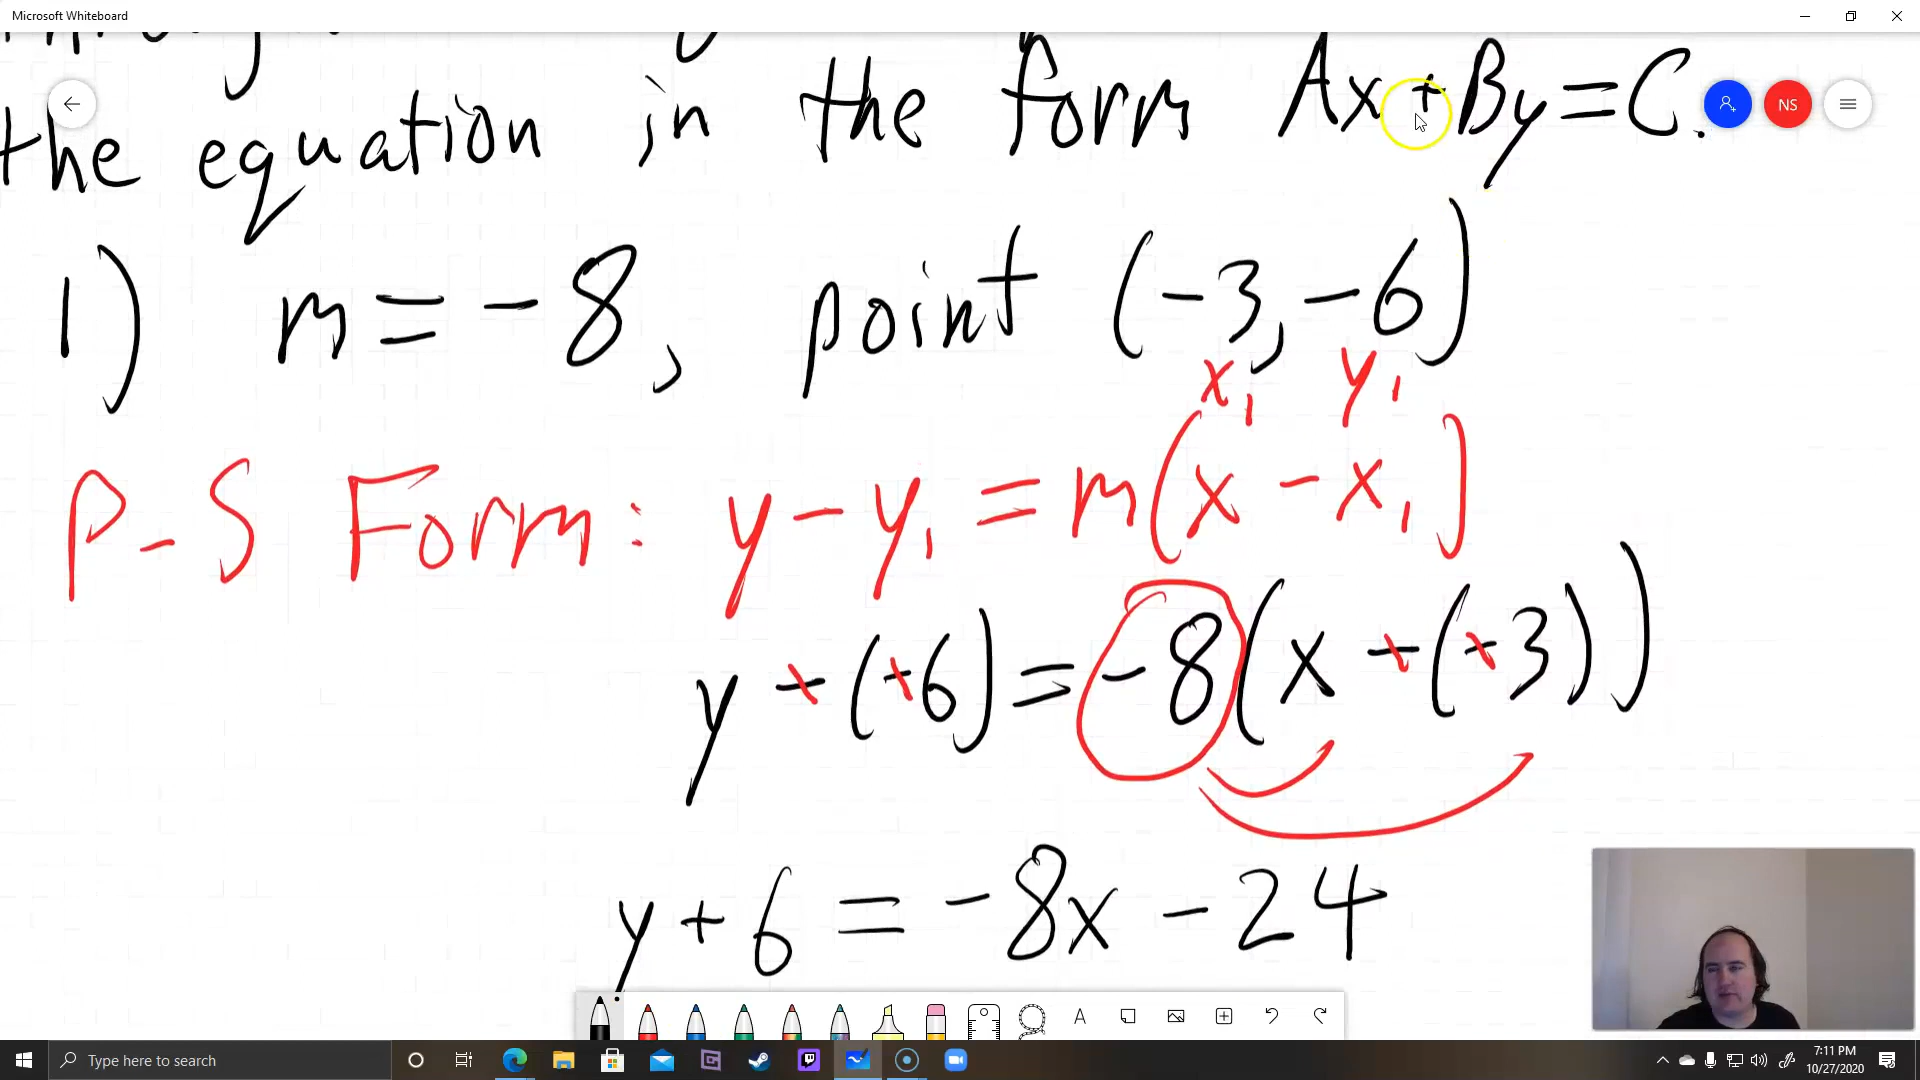 Microsoft Whiteboard
the equation in the form Ax + By = C.
NS
1) m = -8, point (-3, -6)
x₁ y₁
P-S Form: y - y₁ = m(x - x₁)
y + (+6) = -8(x + (+3))
y + 6 = -8x - 24
A
Type here to search
7:11 PM
10/27/2020